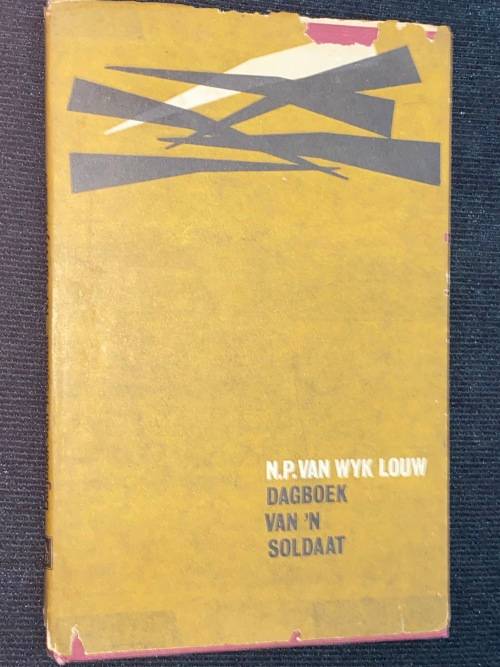 N.P. VAN WYK LOUW
DAGBOEK
VAN 'N
SOLDAAT